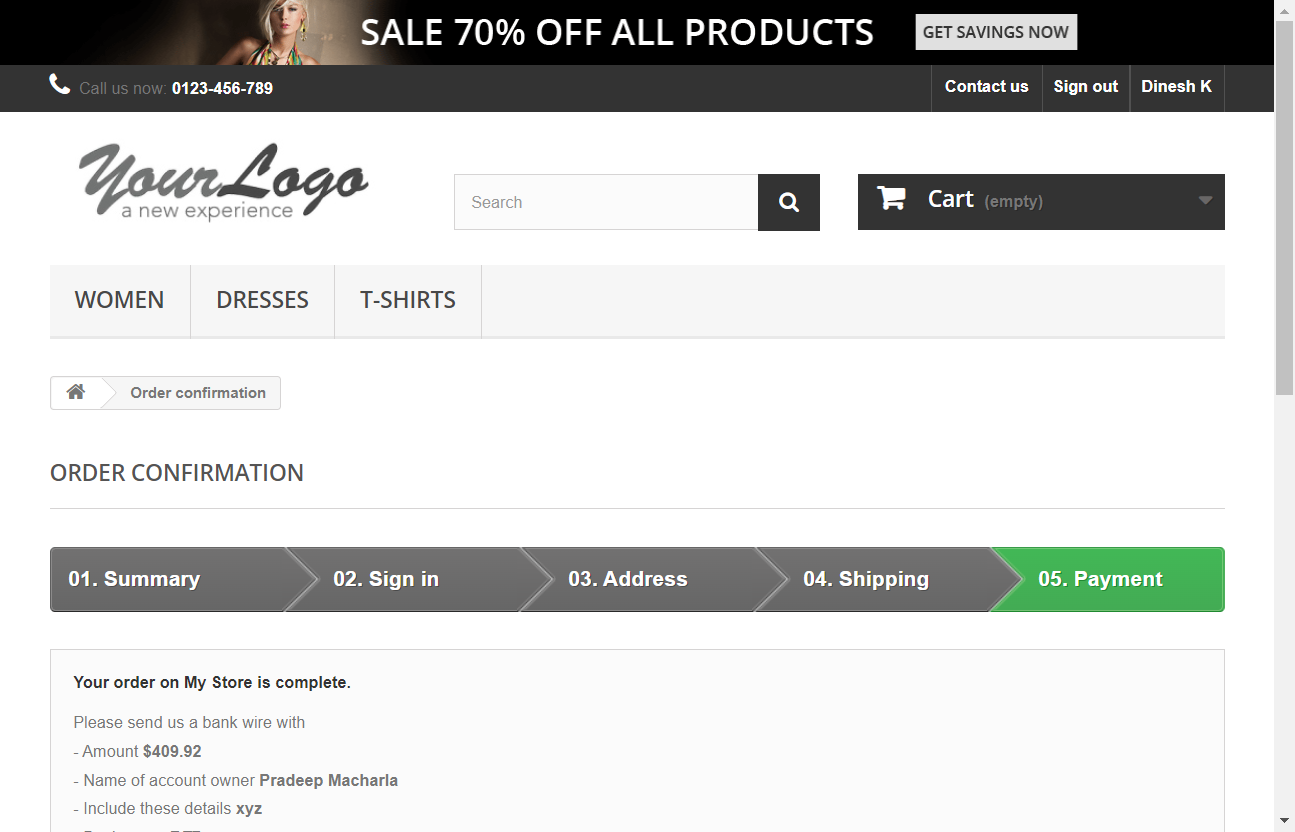 SALE 70% OFF ALL PRODUCTS GET SAVINGS NOW
Call us now: 0123-456-789 Contact us Sign out Dinesh K
YourLogo
a new experience
Search Cart (empty)
WOMEN DRESSES T-SHIRTS
Order confirmation
ORDER CONFIRMATION
01. Summary 02. Sign in 03. Address 04. Shipping 05. Payment
Your order on My Store is complete.
Please send us a bank wire with
- Amount $409.92
- Name of account owner Pradeep Macharla
- Include these details xyz